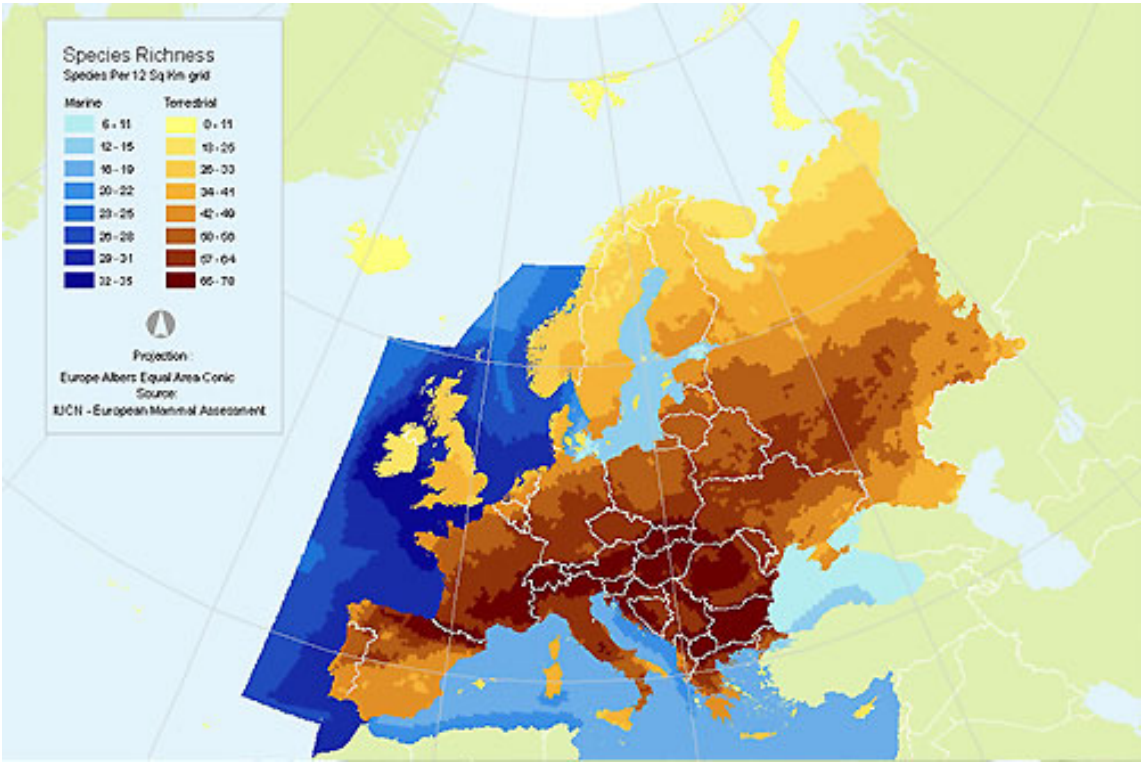 Species Richness
Species Per 12 Sq Km grid
Marine Terrestrial
6 - 11 0 - 11
12 - 15 13 - 25
16 - 19 26 - 33
20 - 22 34 - 41
23 - 25 42 - 49
26 - 28 50 - 56
29 - 31 57 - 64
32 - 35 65 - 78
Projection :
Europe Albers Equal Area Conic
Source:
IUCN - European Mammal Assessment